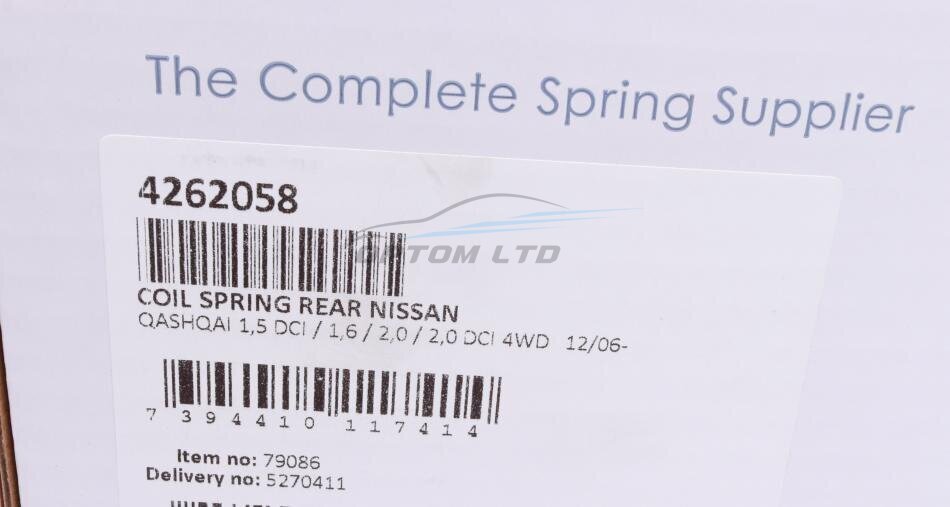 The Complete Spring Supplier
4262058
OPTOM LTD
COIL SPRING REAR NISSAN
QASHQAI 1,5 DCI / 1,6 / 2,0 / 2,0 DCI 4WD 12/06-
7 394410 117414
Item no: 79086
Delivery no: 5270411